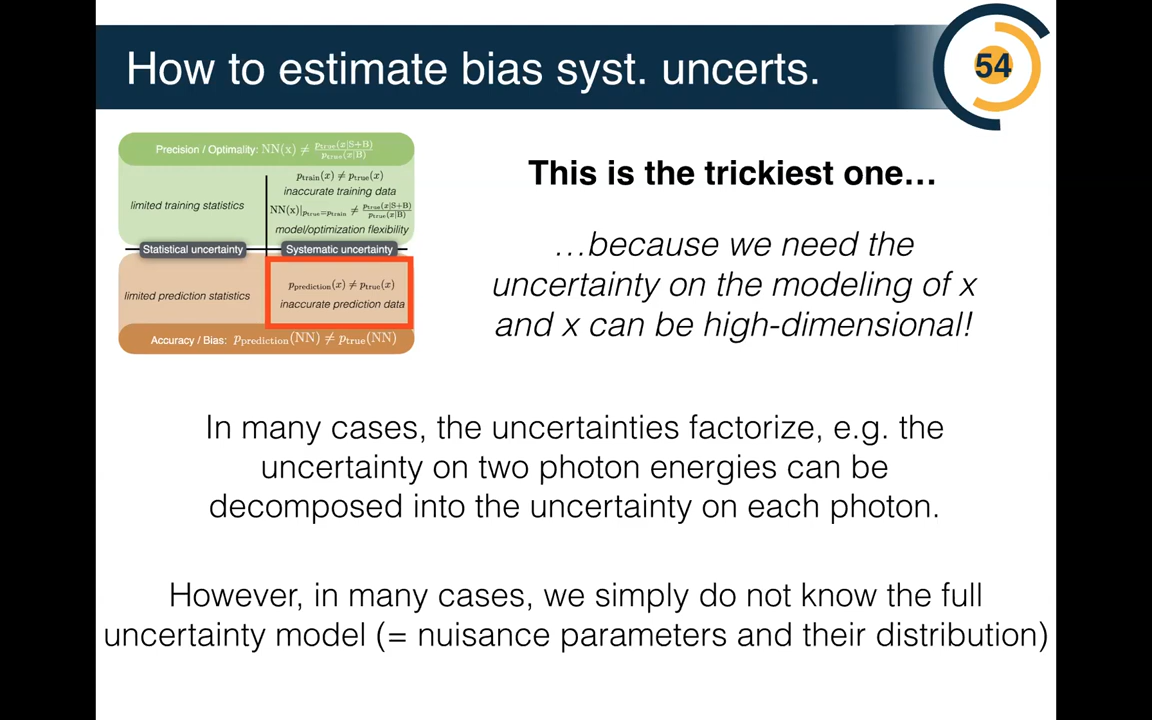 How to estimate bias syst. uncerts.
54
Precision / Optimality: NN(x) ≠ p_true(x|S+B)/p_true(x|B)
limited training statistics
p_train(x) ≠ p_true(x)
inaccurate training data
NN(x)|_{p_true=p_train} ≠ p_true(x|S+B)/p_true(x|B)
model/optimization flexibility
Statistical uncertainty
Systematic uncertainty
limited prediction statistics
p_prediction(x) ≠ p_true(x)
inaccurate prediction data
Accuracy / Bias: p_prediction(NN) ≠ p_true(NN)
This is the trickiest one…
…because we need the
uncertainty on the modeling of x
and x can be high-dimensional!
In many cases, the uncertainties factorize, e.g. the
uncertainty on two photon energies can be
decomposed into the uncertainty on each photon.
However, in many cases, we simply do not know the full
uncertainty model (= nuisance parameters and their distribution)